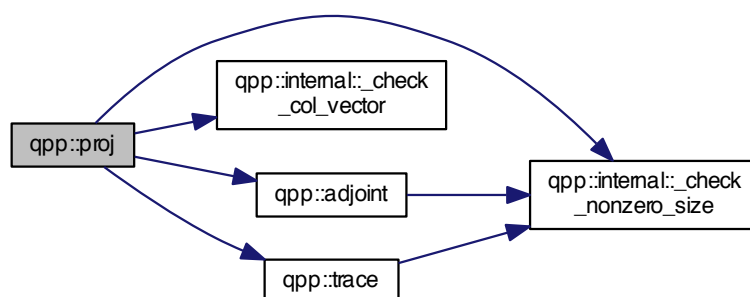 qpp::proj
qpp::internal::_check
_col_vector
qpp::adjoint
qpp::trace
qpp::internal::_check
_nonzero_size